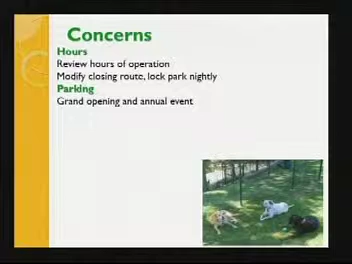 Concerns
Hours
Review hours of operation
Modify closing route, lock park nightly
Parking
Grand opening and annual event